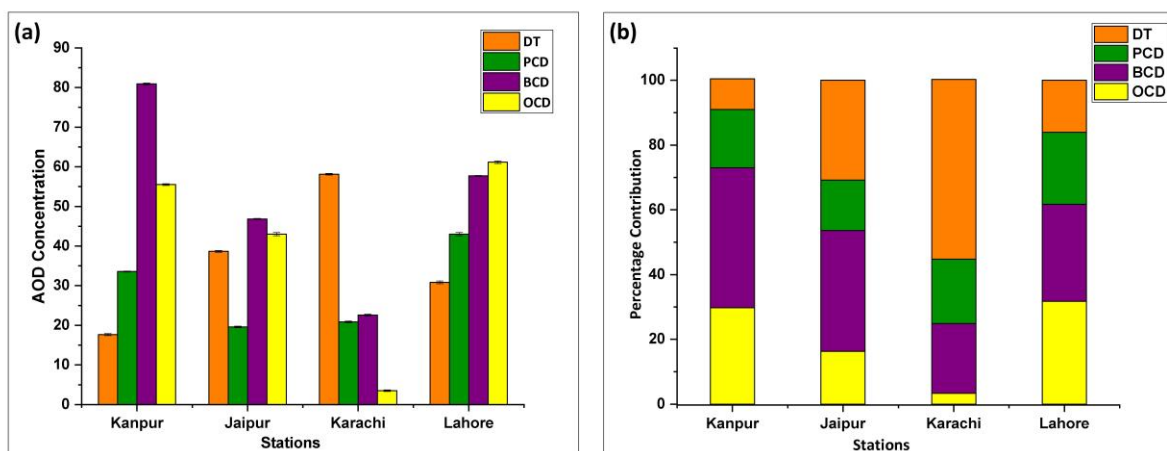 (a)
DT
PCD
BCD
OCD
AOD Concentration
90
80
70
60
50
40
30
20
10
0
Kanpur Jaipur Karachi Lahore
Stations
(b)
DT
PCD
BCD
OCD
Percentage Contribution
100
80
60
40
20
0
Kanpur Jaipur Karachi Lahore
Stations